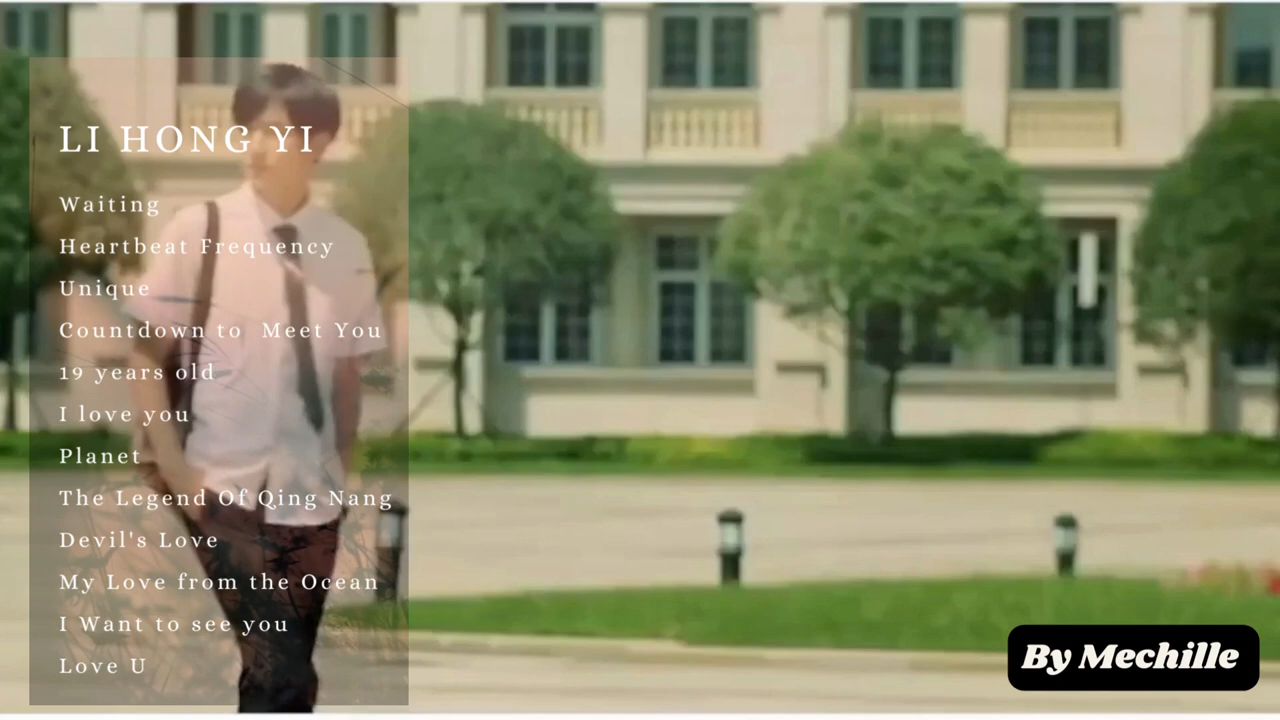 LI HONG YI
Waiting
Heartbeat Frequency
Unique
Countdown to  Meet You
19 years old
I love you
Planet
The Legend Of Qing Nang
Devil's Love
My Love from the Ocean
I Want to see you
Love U
By Mechille